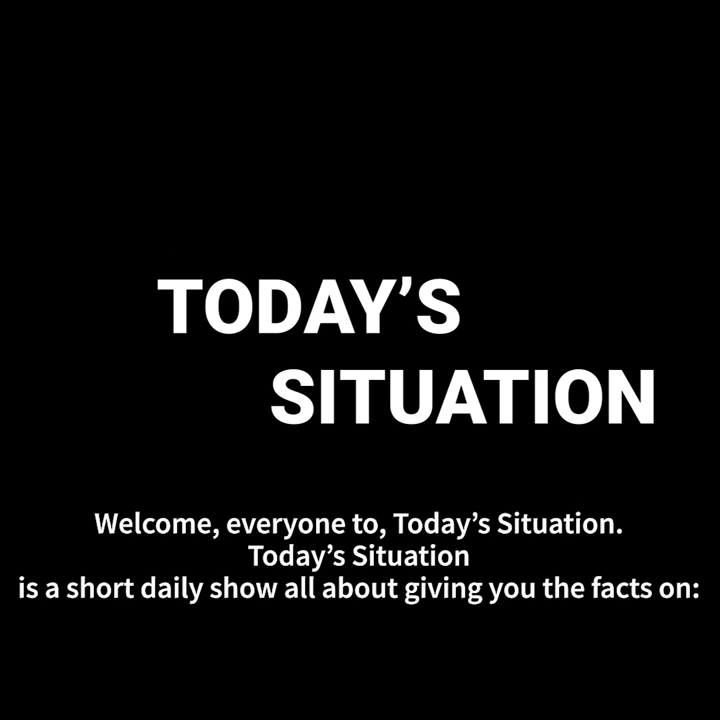 TODAY’S
SITUATION
Welcome, everyone to, Today’s Situation.
Today’s Situation
is a short daily show all about giving you the facts on: